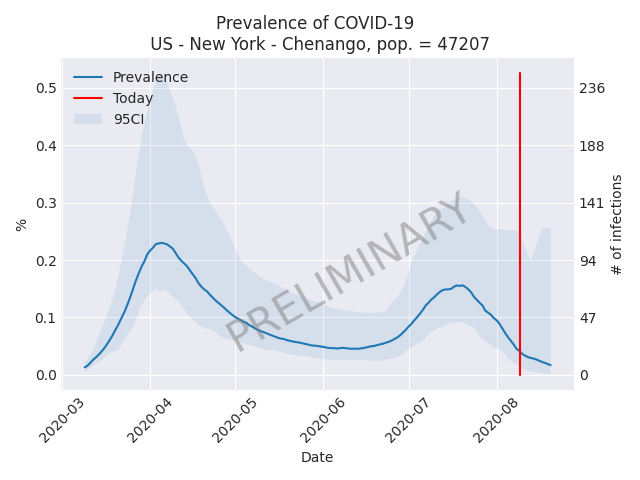 Prevalence of COVID-19
US - New York - Chenango, pop. = 47207
Prevalence
Today
95CI
PRELIMINARY
%
0.5
0.4
0.3
0.2
0.1
0.0
236
188
141
94
47
0
# of infections
2020-03
2020-04
2020-05
2020-06
2020-07
2020-08
Date